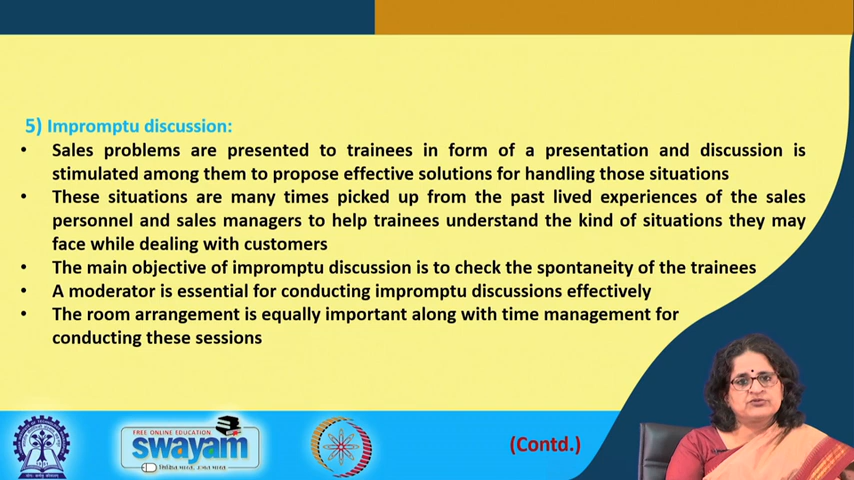 5) Impromptu discussion:
• Sales problems are presented to trainees in form of a presentation and discussion is
stimulated among them to propose effective solutions for handling those situations
• These situations are many times picked up from the past lived experiences of the sales
personnel and sales managers to help trainees understand the kind of situations they may
face while dealing with customers
• The main objective of impromptu discussion is to check the spontaneity of the trainees
• A moderator is essential for conducting impromptu discussions effectively
• The room arrangement is equally important along with time management for
conducting these sessions
FREE ONLINE EDUCATION
swayam
(Contd.)